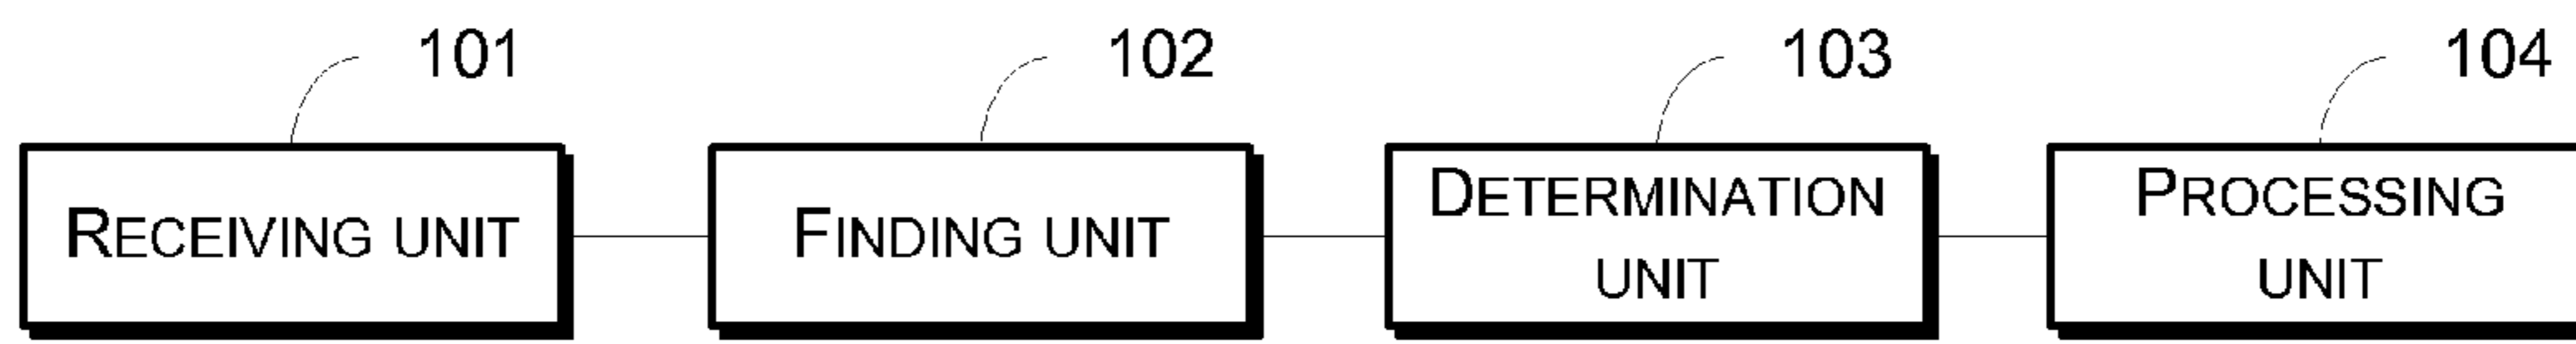 101 102 103 104
RECEIVING UNIT FINDING UNIT DETERMINATION UNIT PROCESSING UNIT